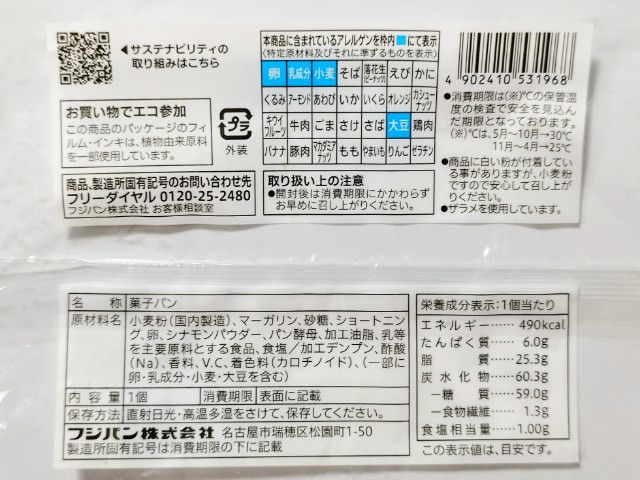 サステナビリティの
取り組みはこちら
お買い物でエコ参加
この商品のパッケージのフィ
ルム・インキは、植物由来原料
を一部使用しています。
プラ
外装
商品、製造所固有記号のお問い合わせ先
フリーダイヤル 0120-25-2480
フジパン株式会社 お客様相談室
本商品に含まれているアレルゲンを枠内■にて表示
〈特定原材料及びそれに準ずるものを表示〉
卵 乳成分 小麦 そば 落花生(ピーナッツ) えび かに
くるみ アーモンド あわび いか いくら オレンジ カシューナッツ
キウイフルーツ 牛肉 ごま さけ さば 大豆 鶏肉
バナナ 豚肉 マカダミアナッツ もも やまいも りんご ゼラチン
取り扱い上の注意
●開封後は消費期限にかかわらず
お早めに召し上がりください。
4902410531968
●消費期限は(※)℃の保管温
度の検査で安全を見込ん
だ期限となっております。
(※)℃は、5月〜10月→30℃
11月〜4月→25℃
●商品に白い粉が付着してい
る事がありますが、小麦粉
ですので安心して召し上が
りください。
●ザラメを使用しています。
名 称 菓子パン
原材料名 小麦粉(国内製造)、マーガリン、砂糖、ショートニン
グ、卵、シナモンパウダー、パン酵母、加工油脂、乳等
を主要原料とする食品、食塩／加工デンプン、酢酸
(Na)、香料、V.C、着色料(カロチノイド)、(一部に
卵・乳成分・小麦・大豆を含む)
内 容 量 1個 消費期限 表面に記載
保存方法 直射日光・高温多湿をさけて、保存してください。
フジパン株式会社 名古屋市瑞穂区松園町1-50
製造所固有記号は消費期限の下に記載
栄養成分表示:1個当たり
エネルギー…… 490kcal
たんぱく質…… 6.0g
脂 質…… 25.3g
炭水化物…… 60.3g
―糖 質…… 59.0g
―食物繊維…… 1.3g
食塩相当量…… 1.00g
この表示値は、目安です。